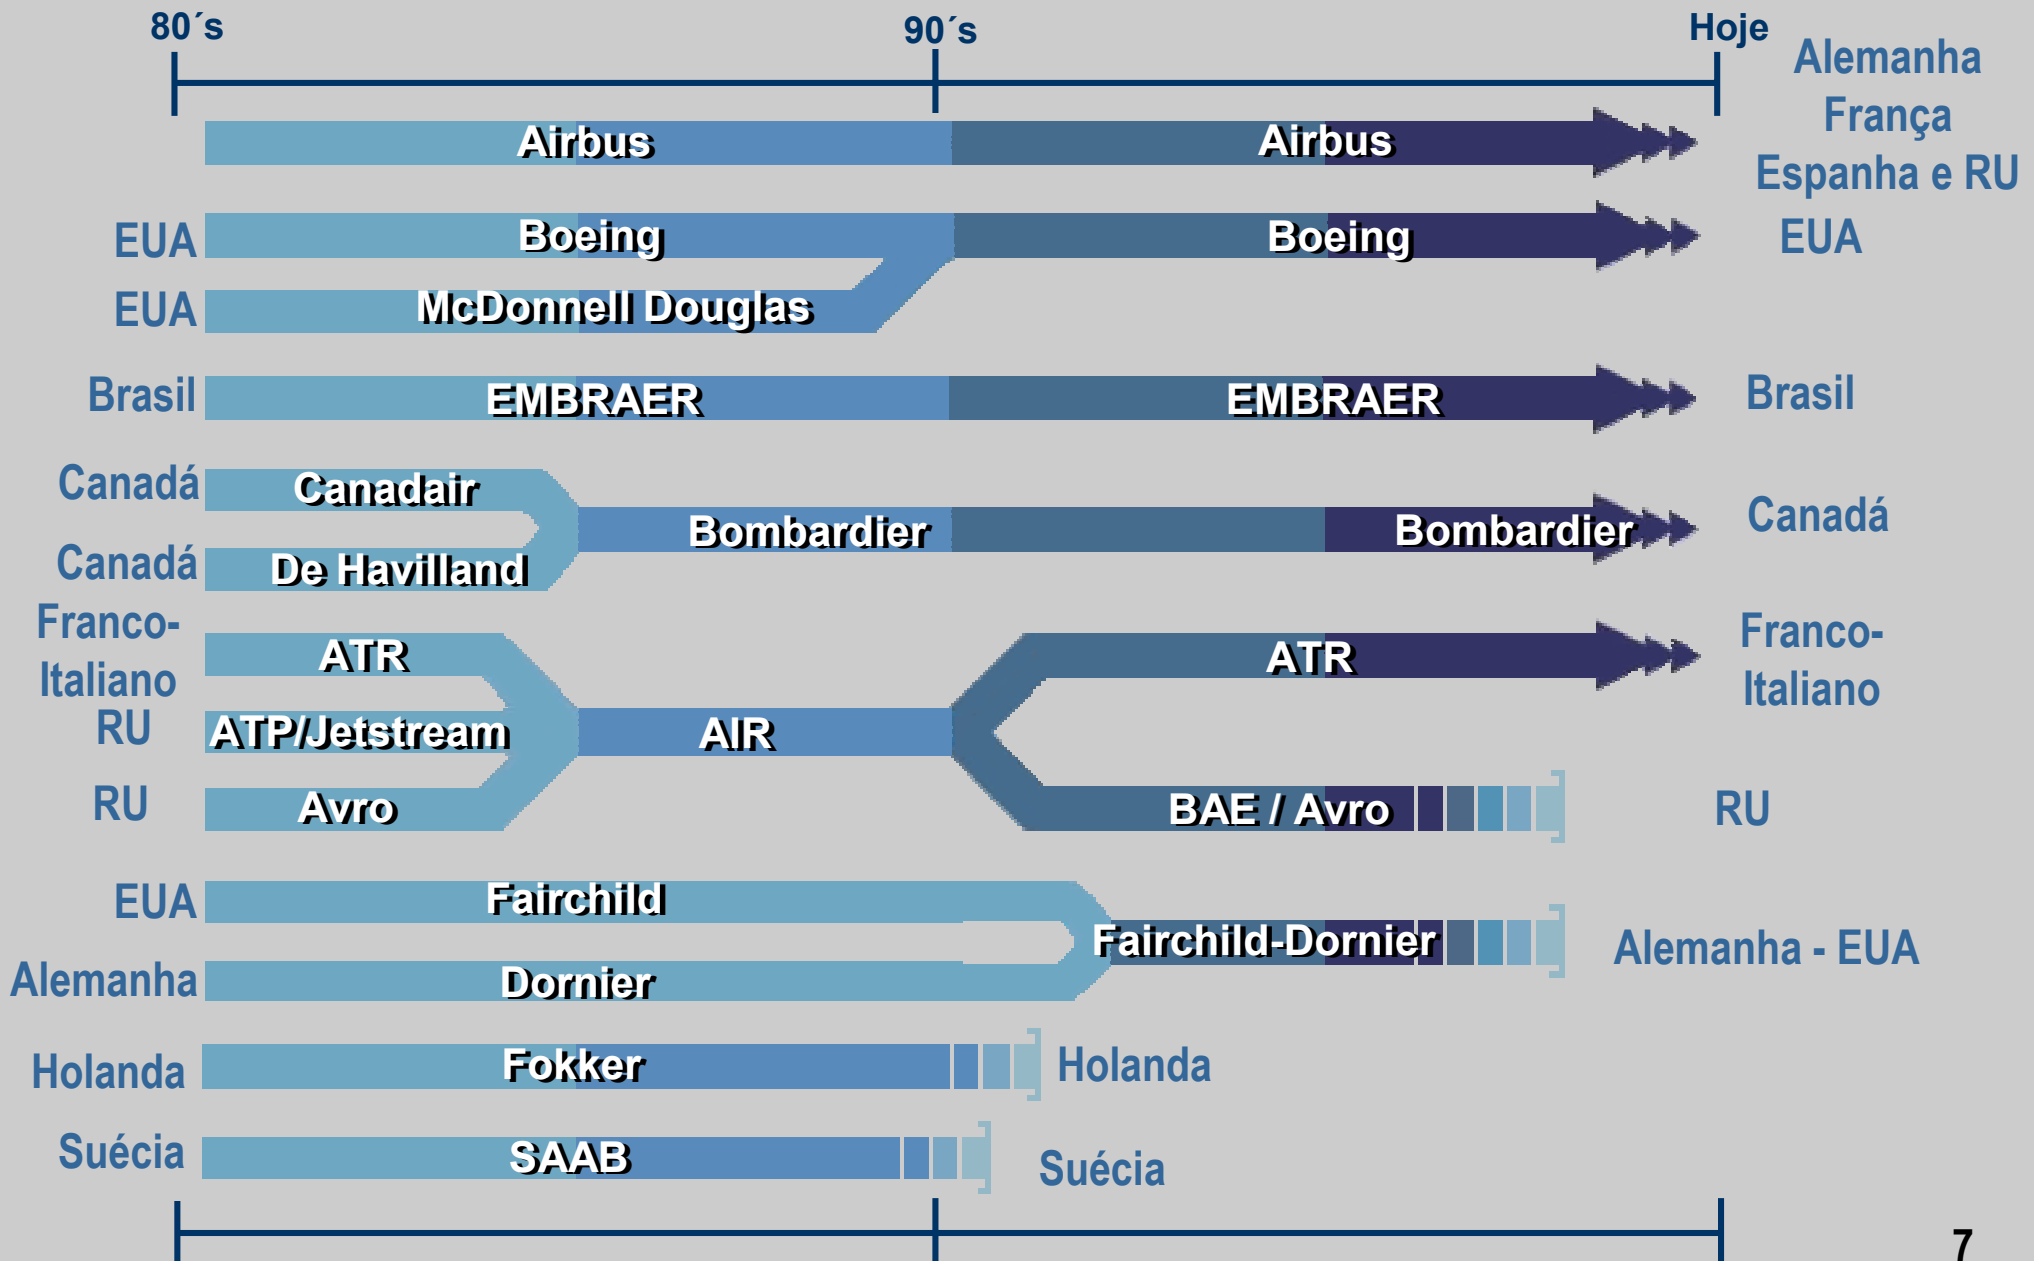 80´s 90´s Hoje
Alemanha
França
Espanha e RU
Airbus Airbus
EUA Boeing Boeing EUA
EUA McDonnell Douglas
Brasil EMBRAER EMBRAER Brasil
Canadá Canadair
Bombardier Bombardier Canadá
Canadá De Havilland
Franco-
Italiano
ATR ATR
Franco-
Italiano
RU ATP/Jetstream AIR
RU Avro BAE / Avro RU
EUA Fairchild
Fairchild-Dornier Alemanha - EUA
Alemanha Dornier
Holanda Fokker Holanda
Suécia SAAB Suécia
7